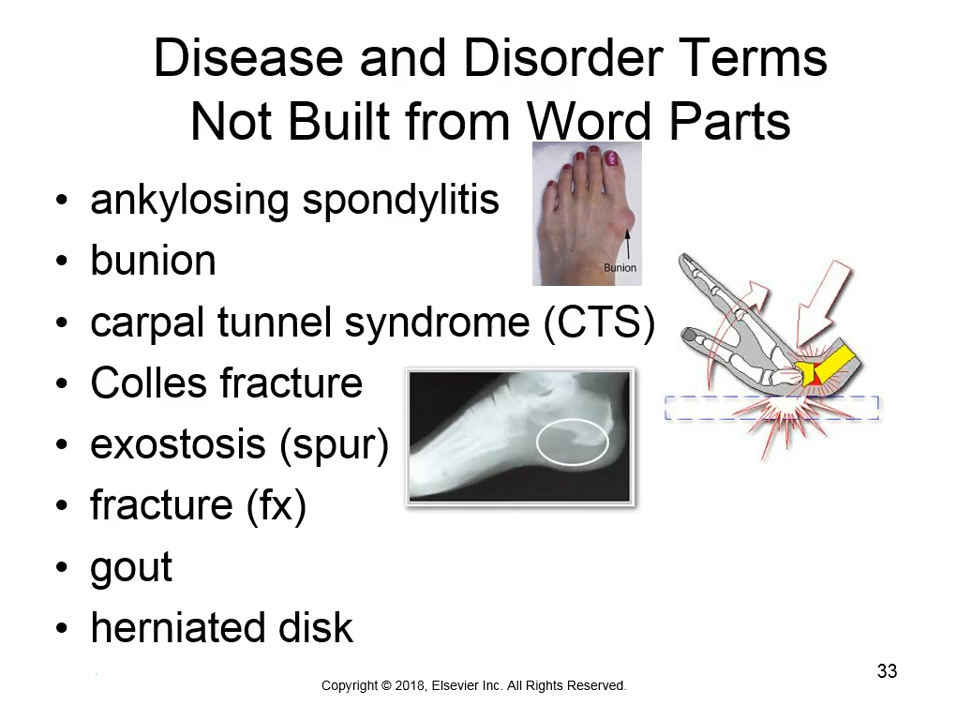 Disease and Disorder Terms
Not Built from Word Parts
• ankylosing spondylitis
• bunion
Bunion
• carpal tunnel syndrome (CTS)
• Colles fracture
• exostosis (spur)
• fracture (fx)
• gout
• herniated disk
33
Copyright © 2018, Elsevier Inc. All Rights Reserved.